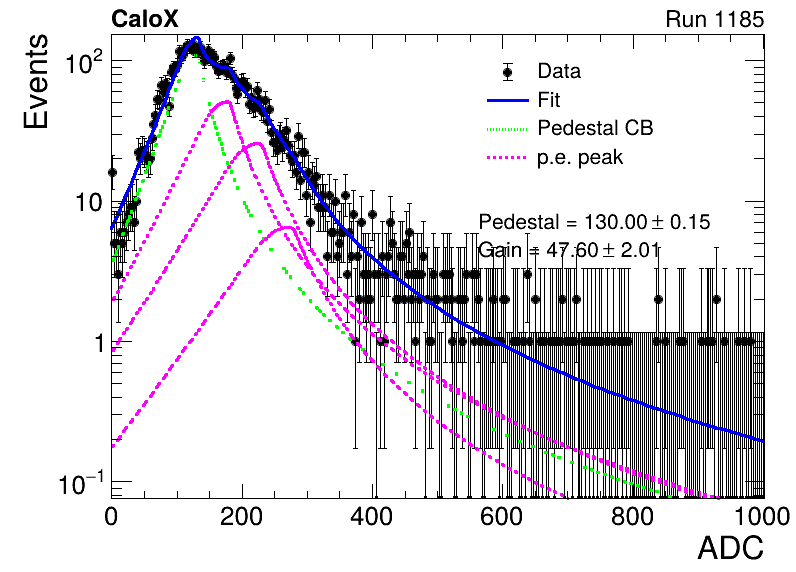 CaloX Run 1185
Events
10²
10
1
10⁻¹
Data
Fit
Pedestal CB
p.e. peak
Pedestal = 130.00 ± 0.15
Gain = 47.60 ± 2.01
0 200 400 600 800 1000
ADC